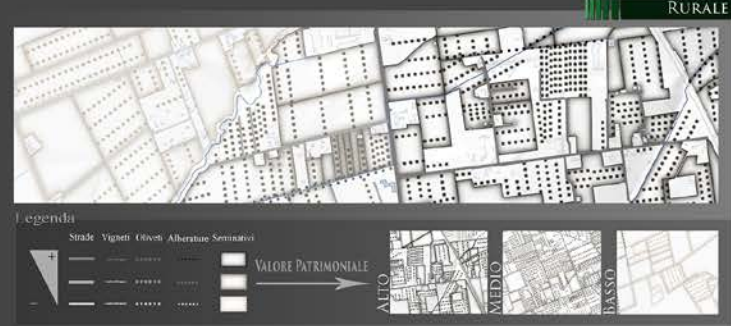 RURALE
Legenda
Strade Vigneti Oliveti Alberature Seminativi
+
VALORE PATRIMONIALE
ALTO
MEDIO
BASSO
−